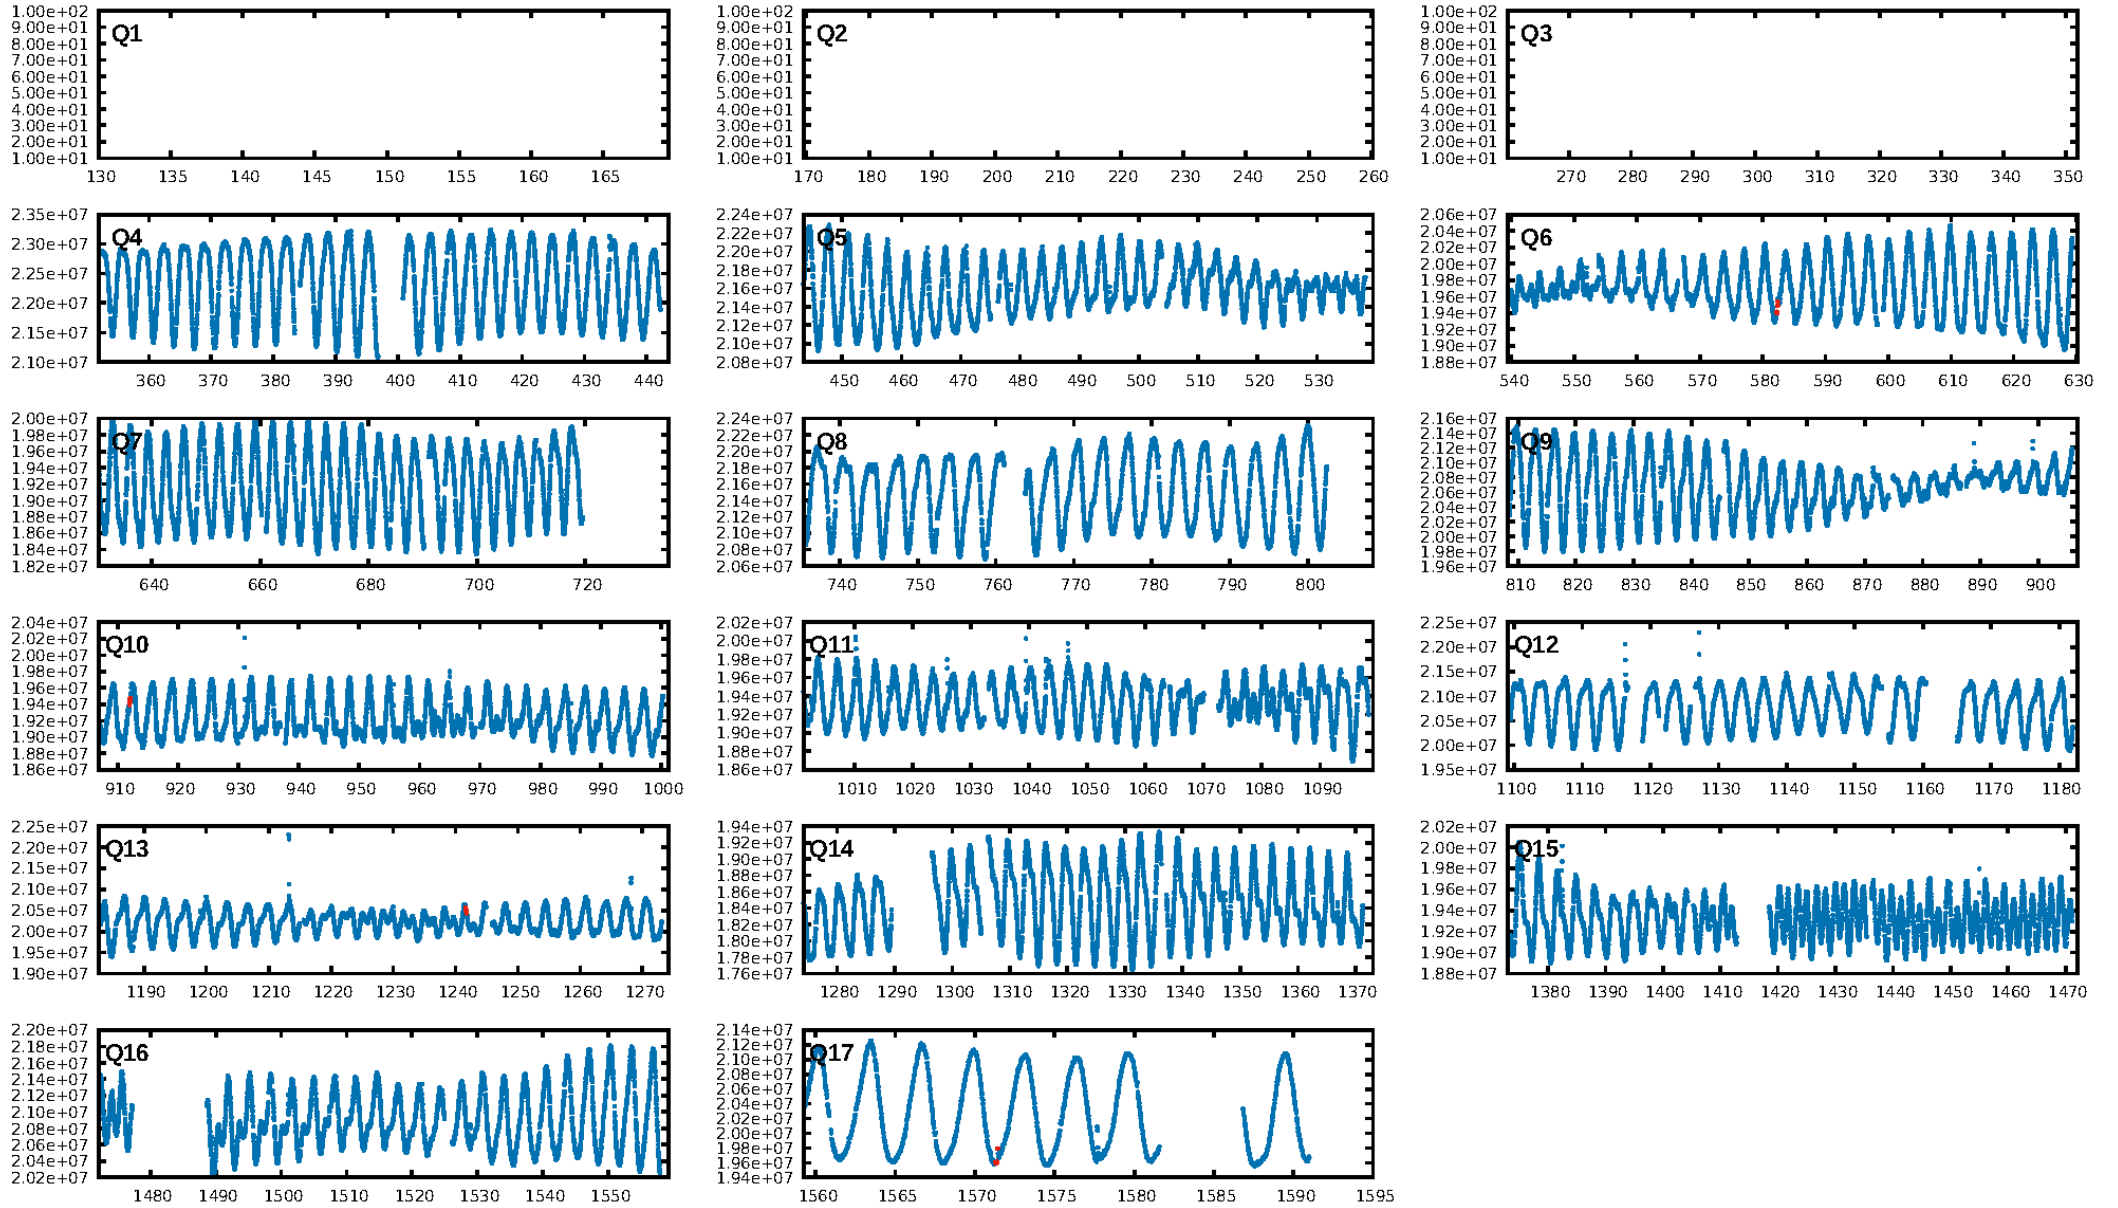 Q1
1.00e+02
9.00e+01
8.00e+01
7.00e+01
6.00e+01
5.00e+01
4.00e+01
3.00e+01
2.00e+01
1.00e+01
130 135 140 145 150 155 160 165
Q2
1.00e+02
9.00e+01
8.00e+01
7.00e+01
6.00e+01
5.00e+01
4.00e+01
3.00e+01
2.00e+01
1.00e+01
170 180 190 200 210 220 230 240 250 260
Q3
1.00e+02
9.00e+01
8.00e+01
7.00e+01
6.00e+01
5.00e+01
4.00e+01
3.00e+01
2.00e+01
1.00e+01
270 280 290 300 310 320 330 340 350
Q4
2.35e+07
2.30e+07
2.25e+07
2.20e+07
2.15e+07
2.10e+07
360 370 380 390 400 410 420 430 440
Q5
2.24e+07
2.22e+07
2.20e+07
2.18e+07
2.16e+07
2.14e+07
2.12e+07
2.10e+07
2.08e+07
450 460 470 480 490 500 510 520 530
Q6
2.06e+07
2.04e+07
2.02e+07
2.00e+07
1.98e+07
1.96e+07
1.94e+07
1.92e+07
1.90e+07
1.88e+07
540 550 560 570 580 590 600 610 620 630
Q7
2.00e+07
1.98e+07
1.96e+07
1.94e+07
1.92e+07
1.90e+07
1.88e+07
1.86e+07
1.84e+07
1.82e+07
640 660 680 700 720
Q8
2.24e+07
2.22e+07
2.20e+07
2.18e+07
2.16e+07
2.14e+07
2.12e+07
2.10e+07
2.08e+07
2.06e+07
740 750 760 770 780 790 800
Q9
2.16e+07
2.14e+07
2.12e+07
2.10e+07
2.08e+07
2.06e+07
2.04e+07
2.02e+07
2.00e+07
1.98e+07
1.96e+07
810 820 830 840 850 860 870 880 890 900
Q10
2.04e+07
2.02e+07
2.00e+07
1.98e+07
1.96e+07
1.94e+07
1.92e+07
1.90e+07
1.88e+07
1.86e+07
910 920 930 940 950 960 970 980 990 1000
Q11
2.02e+07
2.00e+07
1.98e+07
1.96e+07
1.94e+07
1.92e+07
1.90e+07
1.88e+07
1.86e+07
1010 1020 1030 1040 1050 1060 1070 1080 1090
Q12
2.25e+07
2.20e+07
2.15e+07
2.10e+07
2.05e+07
2.00e+07
1.95e+07
1100 1110 1120 1130 1140 1150 1160 1170 1180
Q13
2.25e+07
2.20e+07
2.15e+07
2.10e+07
2.05e+07
2.00e+07
1.95e+07
1.90e+07
1190 1200 1210 1220 1230 1240 1250 1260 1270
Q14
1.94e+07
1.92e+07
1.90e+07
1.88e+07
1.86e+07
1.84e+07
1.82e+07
1.80e+07
1.78e+07
1.76e+07
1280 1290 1300 1310 1320 1330 1340 1350 1360 1370
Q15
2.02e+07
2.00e+07
1.98e+07
1.96e+07
1.94e+07
1.92e+07
1.90e+07
1.88e+07
1380 1390 1400 1410 1420 1430 1440 1450 1460 1470
Q16
2.20e+07
2.18e+07
2.16e+07
2.14e+07
2.12e+07
2.10e+07
2.08e+07
2.06e+07
2.04e+07
2.02e+07
1480 1490 1500 1510 1520 1530 1540 1550
Q17
2.14e+07
2.12e+07
2.10e+07
2.08e+07
2.06e+07
2.04e+07
2.02e+07
2.00e+07
1.98e+07
1.96e+07
1.94e+07
1560 1565 1570 1575 1580 1585 1590 1595